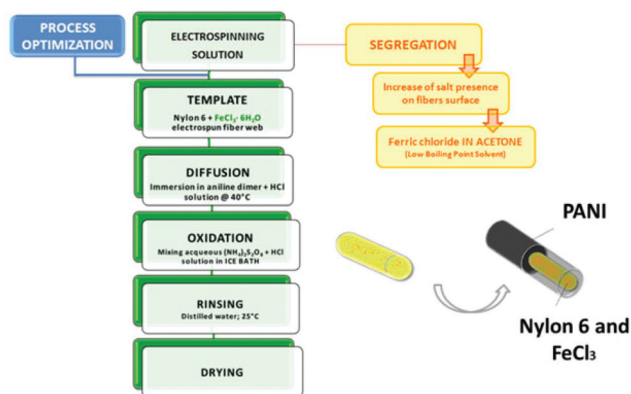 PROCESS
OPTIMIZATION
ELECTROSPINNING
SOLUTION
SEGREGATION
Increase of salt presence
on fibers surface
Ferric chloride IN ACETONE
(Low Boiling Point Solvent)
TEMPLATE
Nylon 6 + FeCl₃· 6H₂O
electrospun fiber web
DIFFUSION
Immersion in aniline dimer + HCl
solution @ 40°C
OXIDATION
Mixing acqueous (NH₄)₂S₂O₈ + HCl
solution in ICE BATH
RINSING
Distilled water; 25°C
DRYING
PANI
Nylon 6 and
FeCl₃